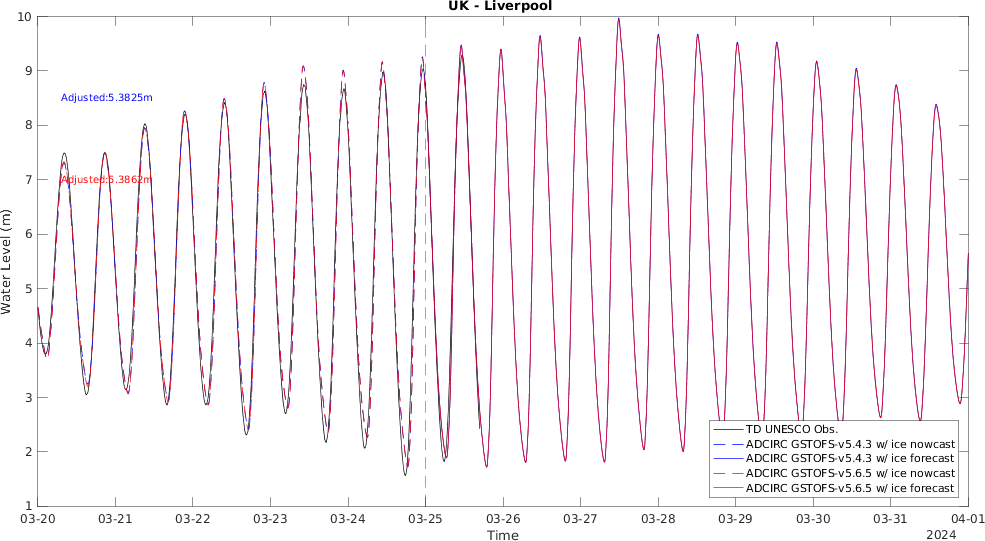 UK - Liverpool
10
9
8
7
6
5
4
3
2
1
Water Level (m)
Adjusted:5.3825m
Adjusted:5.3862m
TD UNESCO Obs.
ADCIRC GSTOFS-v5.4.3 w/ ice nowcast
ADCIRC GSTOFS-v5.4.3 w/ ice forecast
ADCIRC GSTOFS-v5.6.5 w/ ice nowcast
ADCIRC GSTOFS-v5.6.5 w/ ice forecast
03-20 03-21 03-22 03-23 03-24 03-25 03-26 03-27 03-28 03-29 03-30 03-31 04-01
Time
2024